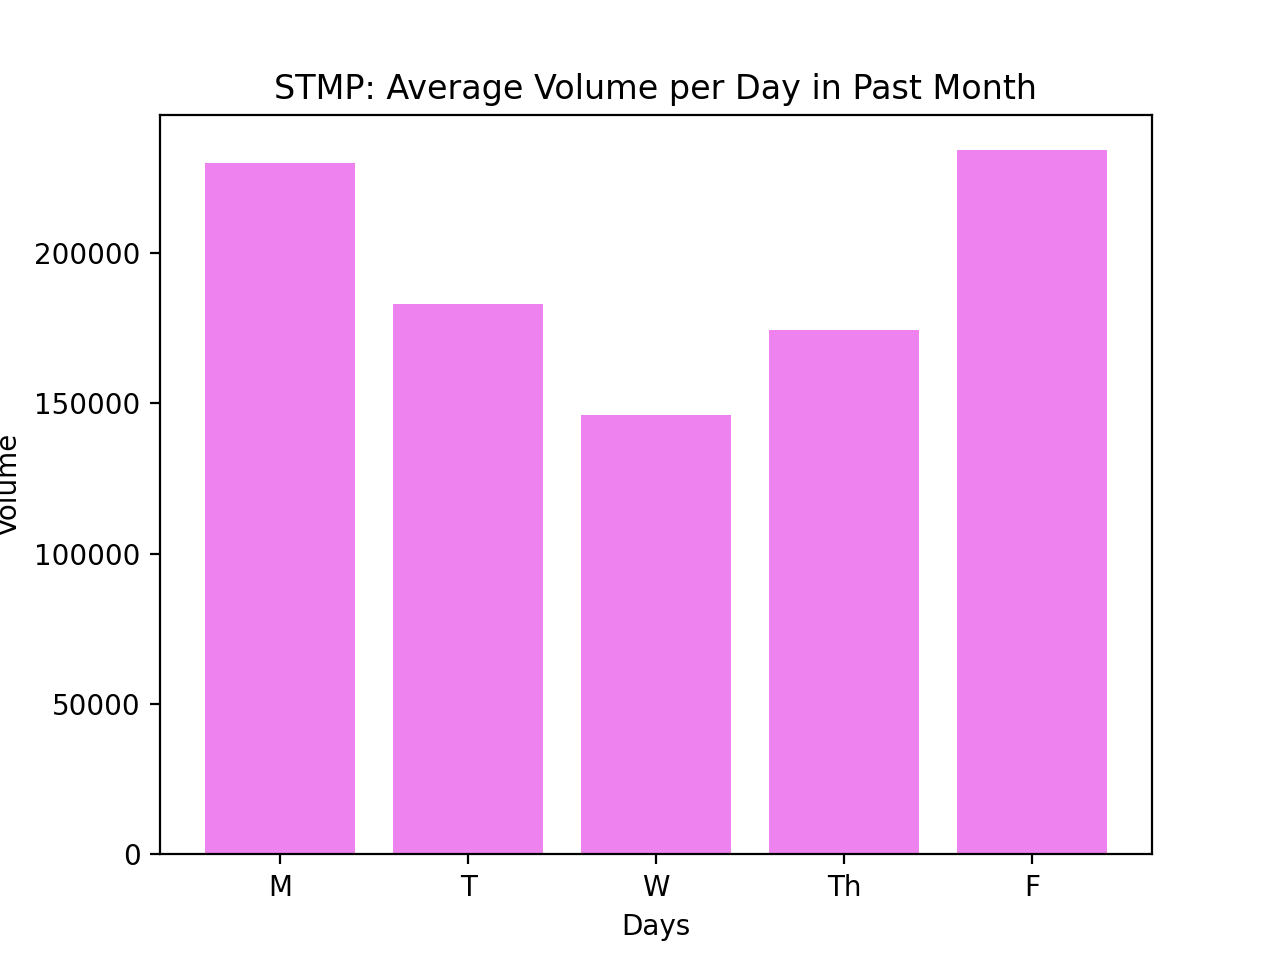 STMP: Average Volume per Day in Past Month
Volume
200000
150000
100000
50000
0
M T W Th F
Days